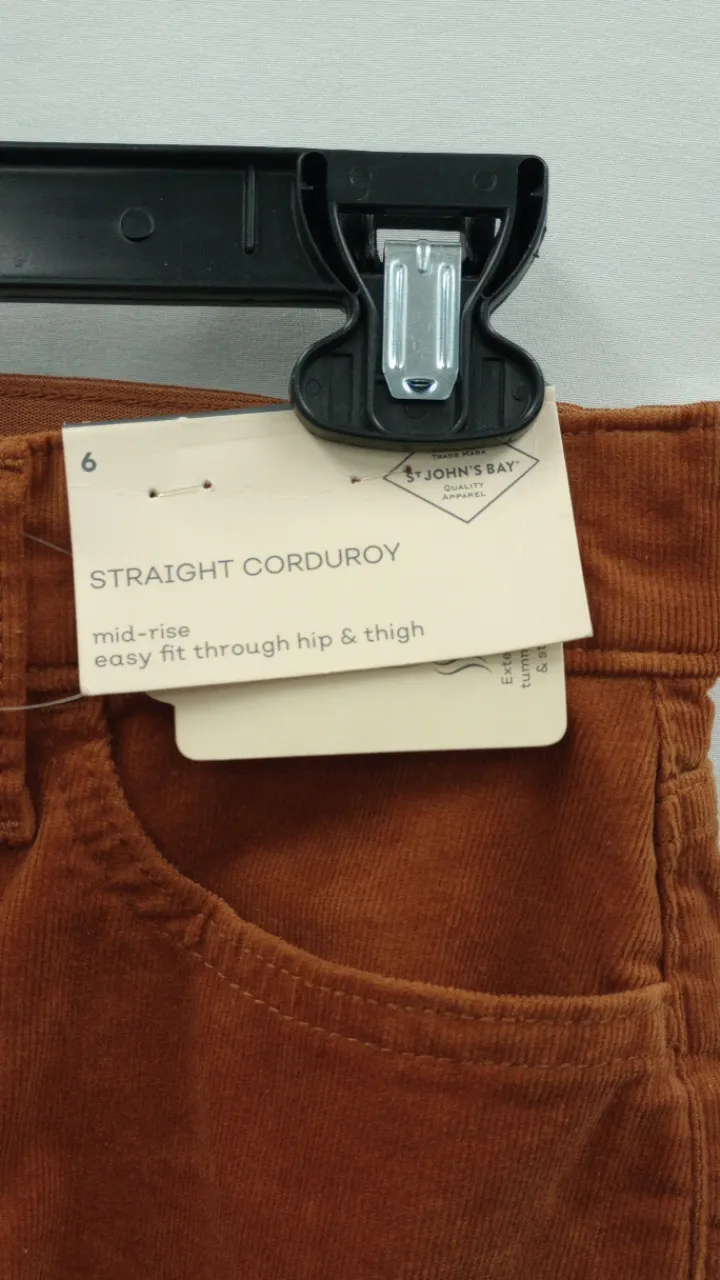 6
TRADE MARK
ST JOHN'S BAY
QUALITY
APPAREL
STRAIGHT CORDUROY
mid-rise
easy fit through hip & thigh
&